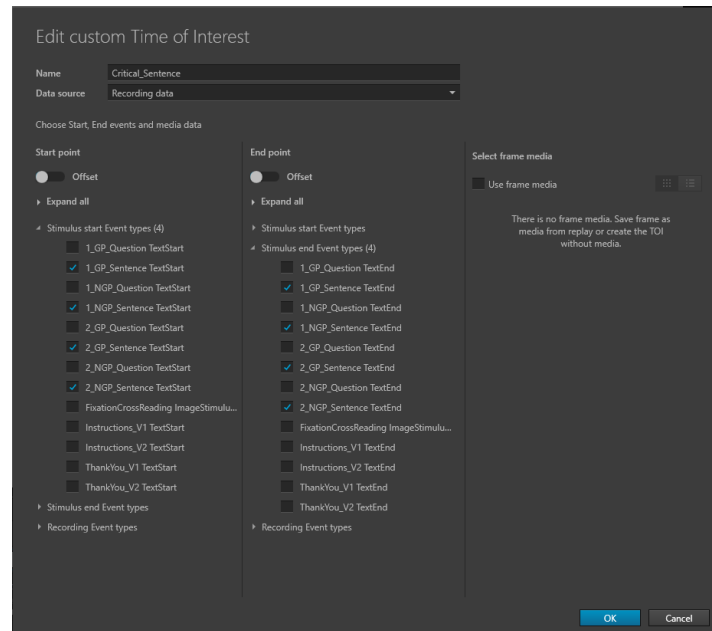 Edit custom Time of Interest
Name
Critical_Sentence
Data source
Recording data
Choose Start, End events and media data
Start point
Offset
Expand all
Stimulus start Event types (4)
1_GP_Question TextStart
1_GP_Sentence TextStart
1_NGP_Question TextStart
1_NGP_Sentence TextStart
2_GP_Question TextStart
2_GP_Sentence TextStart
2_NGP_Question TextStart
2_NGP_Sentence TextStart
FixationCrossReading ImageStimulu...
Instructions_V1 TextStart
Instructions_V2 TextStart
ThankYou_V1 TextStart
ThankYou_V2 TextStart
Stimulus end Event types
Recording Event types
End point
Offset
Expand all
Stimulus start Event types
Stimulus end Event types (4)
1_GP_Question TextEnd
1_GP_Sentence TextEnd
1_NGP_Question TextEnd
1_NGP_Sentence TextEnd
2_GP_Question TextEnd
2_GP_Sentence TextEnd
2_NGP_Question TextEnd
2_NGP_Sentence TextEnd
FixationCrossReading ImageStimulu...
Instructions_V1 TextEnd
Instructions_V2 TextEnd
ThankYou_V1 TextEnd
ThankYou_V2 TextEnd
Recording Event types
Select frame media
Use frame media
There is no frame media. Save frame as
media from replay or create the TOI
without media.
OK
Cancel